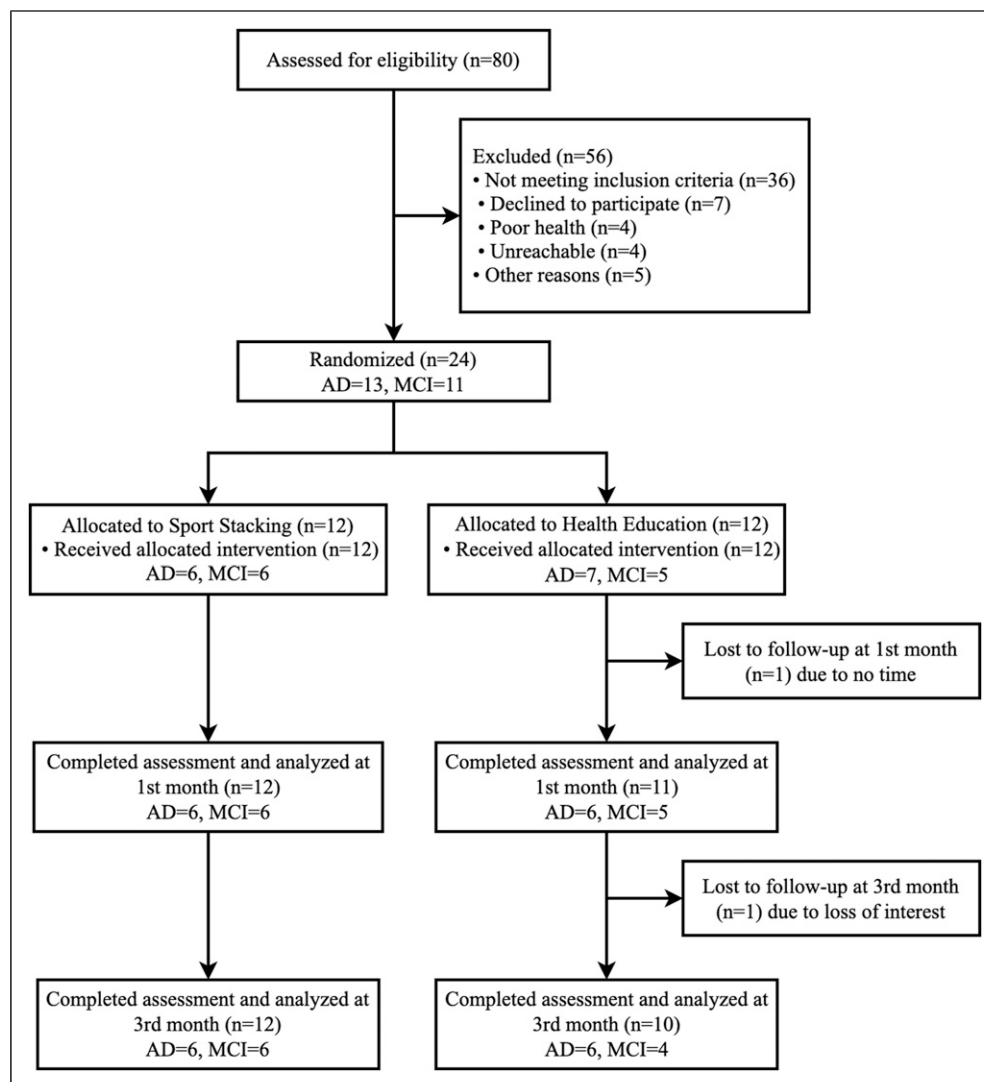 Assessed for eligibility (n=80)
Excluded (n=56)
• Not meeting inclusion criteria (n=36)
• Declined to participate (n=7)
• Poor health (n=4)
• Unreachable (n=4)
• Other reasons (n=5)
Randomized (n=24)
AD=13, MCI=11
Allocated to Sport Stacking (n=12)
• Received allocated intervention (n=12)
AD=6, MCI=6
Allocated to Health Education (n=12)
• Received allocated intervention (n=12)
AD=7, MCI=5
Lost to follow-up at 1st month
(n=1) due to no time
Completed assessment and analyzed at
1st month (n=12)
AD=6, MCI=6
Completed assessment and analyzed at
1st month (n=11)
AD=6, MCI=5
Lost to follow-up at 3rd month
(n=1) due to loss of interest
Completed assessment and analyzed at
3rd month (n=12)
AD=6, MCI=6
Completed assessment and analyzed at
3rd month (n=10)
AD=6, MCI=4